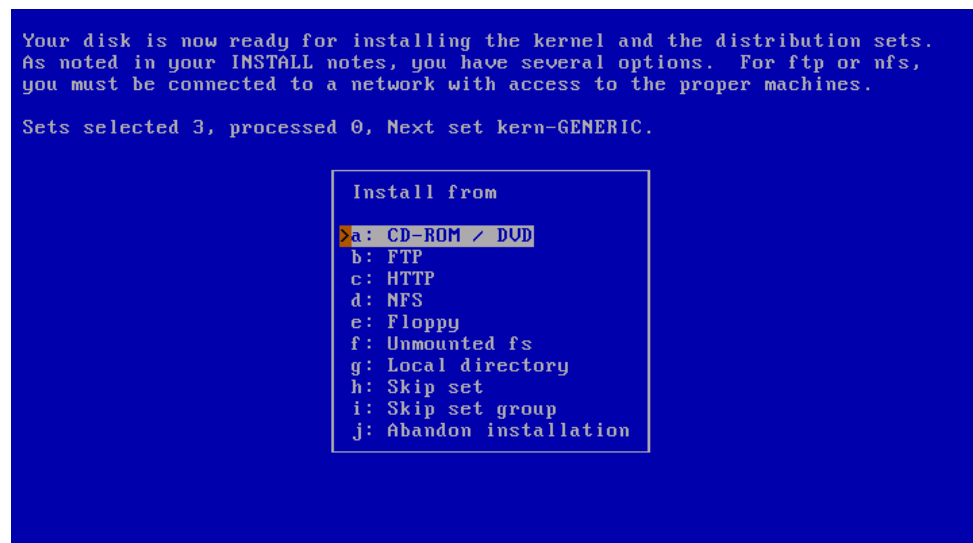 Your disk is now ready for installing the kernel and the distribution sets.
As noted in your INSTALL notes, you have several options.  For ftp or nfs,
you must be connected to a network with access to the proper machines.
Sets selected 3, processed 0, Next set kern-GENERIC.
Install from
>a: CD-ROM / DVD
b: FTP
c: HTTP
d: NFS
e: Floppy
f: Unmounted fs
g: Local directory
h: Skip set
i: Skip set group
j: Abandon installation